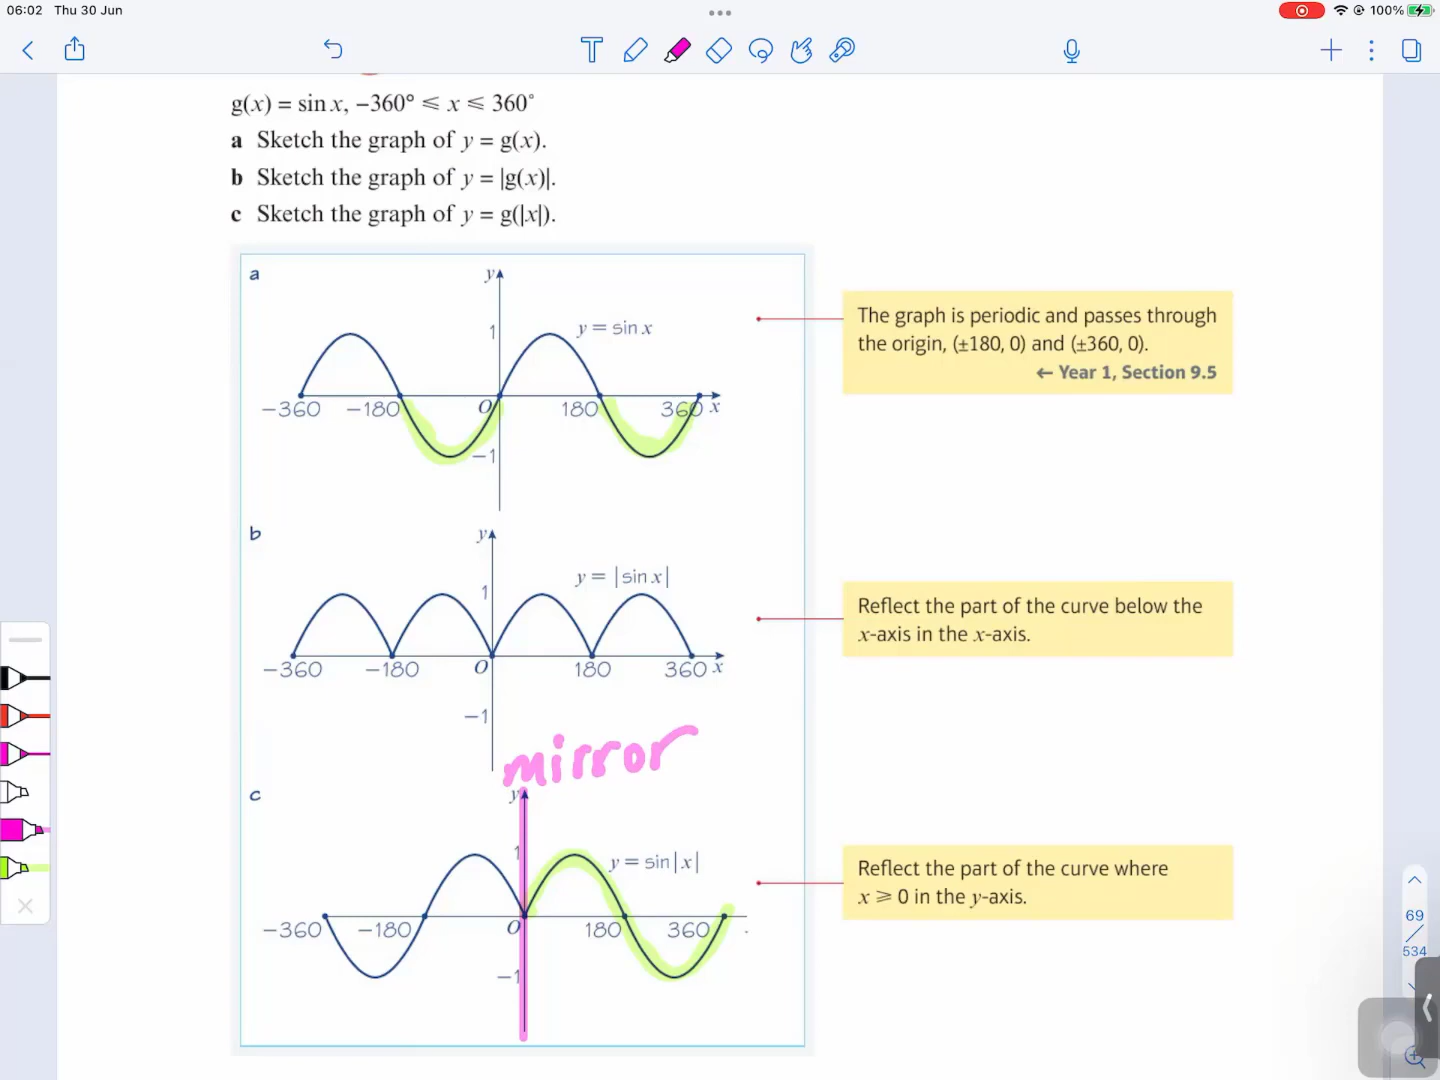 06:02 Thu 30 Jun
100%
g(x) = sin x, −360° ⩽ x ⩽ 360°
a Sketch the graph of y = g(x).
b Sketch the graph of y = |g(x)|.
c Sketch the graph of y = g(|x|).
a
y
1
y = sin x
−360 −180 O 180 360 x
−1
The graph is periodic and passes through
the origin, (±180, 0) and (±360, 0).
← Year 1, Section 9.5
b
y
1
y = |sin x|
−360 −180 O 180 360 x
−1
Reflect the part of the curve below the
x-axis in the x-axis.
mirror
c
y
1
y = sin|x|
−360 −180 O 180 360
−1
Reflect the part of the curve where
x ⩾ 0 in the y-axis.
69
534